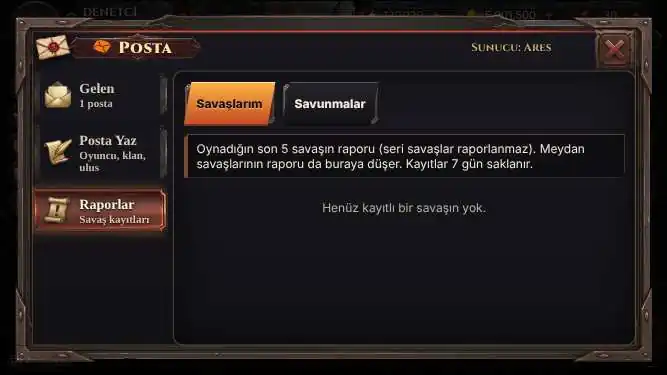 DENETÇİ
POSTA
SUNUCU: ARES
Gelen
1 posta
Posta Yaz
Oyuncu, klan,
ulus
Raporlar
Savaş kayıtları
Savaşlarım
Savunmalar
Oynadığın son 5 savaşın raporu (seri savaşlar raporlanmaz). Meydan
savaşlarının raporu da buraya düşer. Kayıtlar 7 gün saklanır.
Henüz kayıtlı bir savaşın yok.